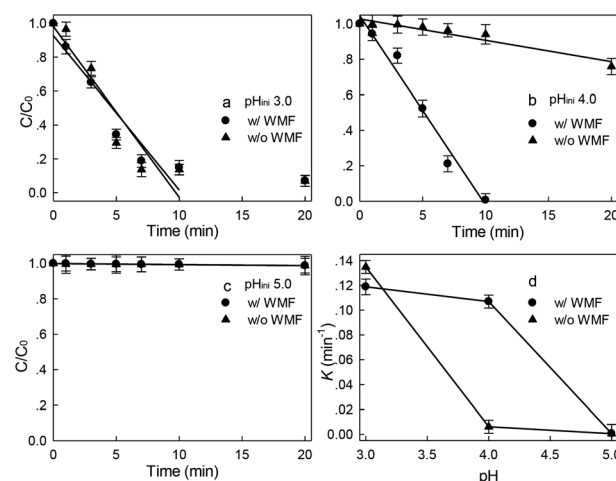 1.0
.8
.6
.4
.2
0.0
C/C0
a pHini 3.0
w/ WMF
w/o WMF
0 5 10 15 20
Time (min)
1.0
.8
.6
.4
.2
0.0
b pHini 4.0
w/ WMF
w/o WMF
0 5 10 15 20
Time (min)
1.0
.8
.6
.4
.2
0.0
C/C0
c pHini 5.0
w/ WMF
w/o WMF
0 5 10 15 20
Time (min)
0.14
0.12
.10
.08
.06
.04
.02
0.00
K (min-1)
d
w/ WMF
w/o WMF
3.0 3.5 4.0 4.5 5.0
pH